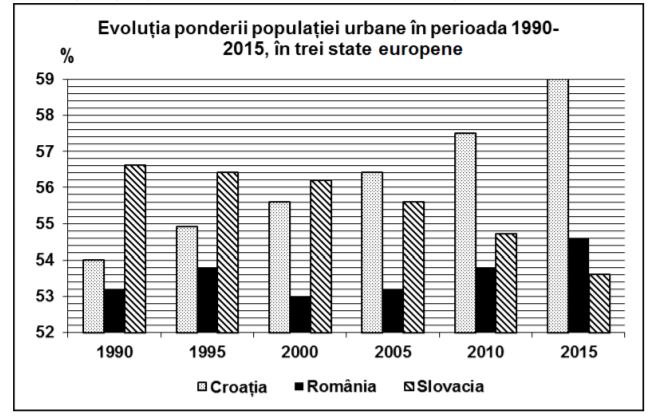 Evoluția ponderii populației urbane în perioada 1990-
2015, în trei state europene
%
59
58
57
56
55
54
53
52
1990 1995 2000 2005 2010 2015
Croația România Slovacia